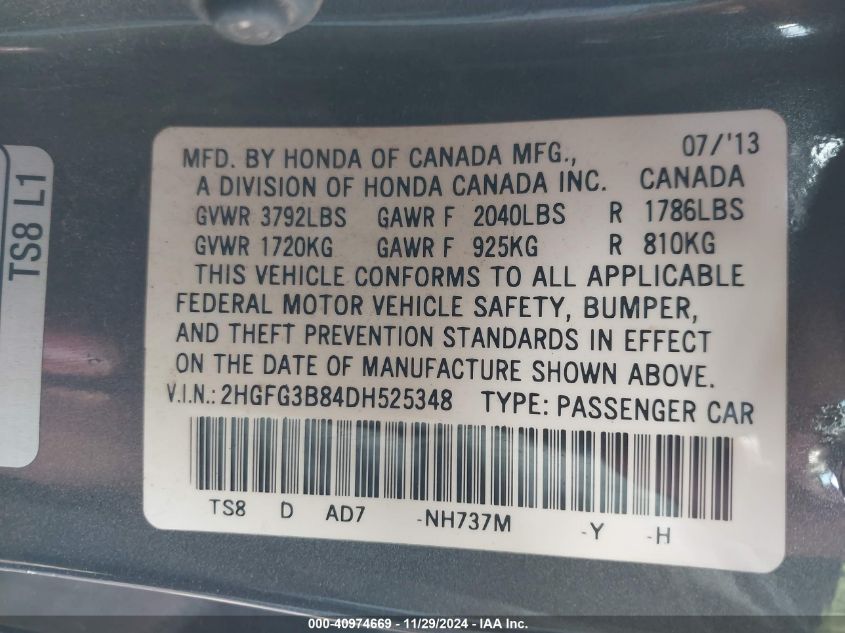 TS8 L1
MFD. BY HONDA OF CANADA MFG., 07/'13
A DIVISION OF HONDA CANADA INC. CANADA
GVWR 3792LBS GAWR F 2040LBS R 1786LBS
GVWR 1720KG GAWR F 925KG R 810KG
THIS VEHICLE CONFORMS TO ALL APPLICABLE
FEDERAL MOTOR VEHICLE SAFETY, BUMPER,
AND THEFT PREVENTION STANDARDS IN EFFECT
ON THE DATE OF MANUFACTURE SHOWN ABOVE.
V.I.N.: 2HGFG3B84DH525348 TYPE: PASSENGER CAR
TS8 D AD7 -NH737M -Y -H
000-40974669 - 11/29/2024 - IAA Inc.